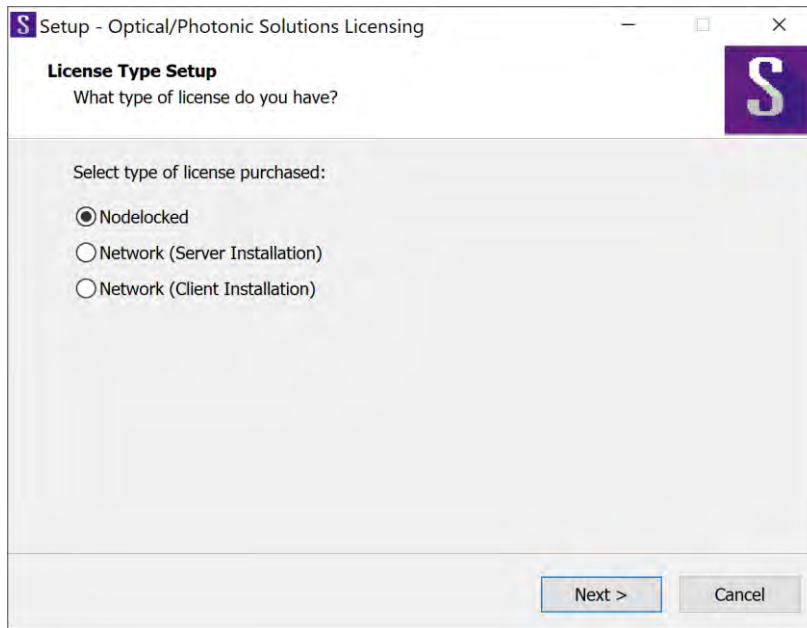 S Setup - Optical/Photonic Solutions Licensing
License Type Setup
What type of license do you have?
S
Select type of license purchased:
Nodelocked
Network (Server Installation)
Network (Client Installation)
Next >
Cancel